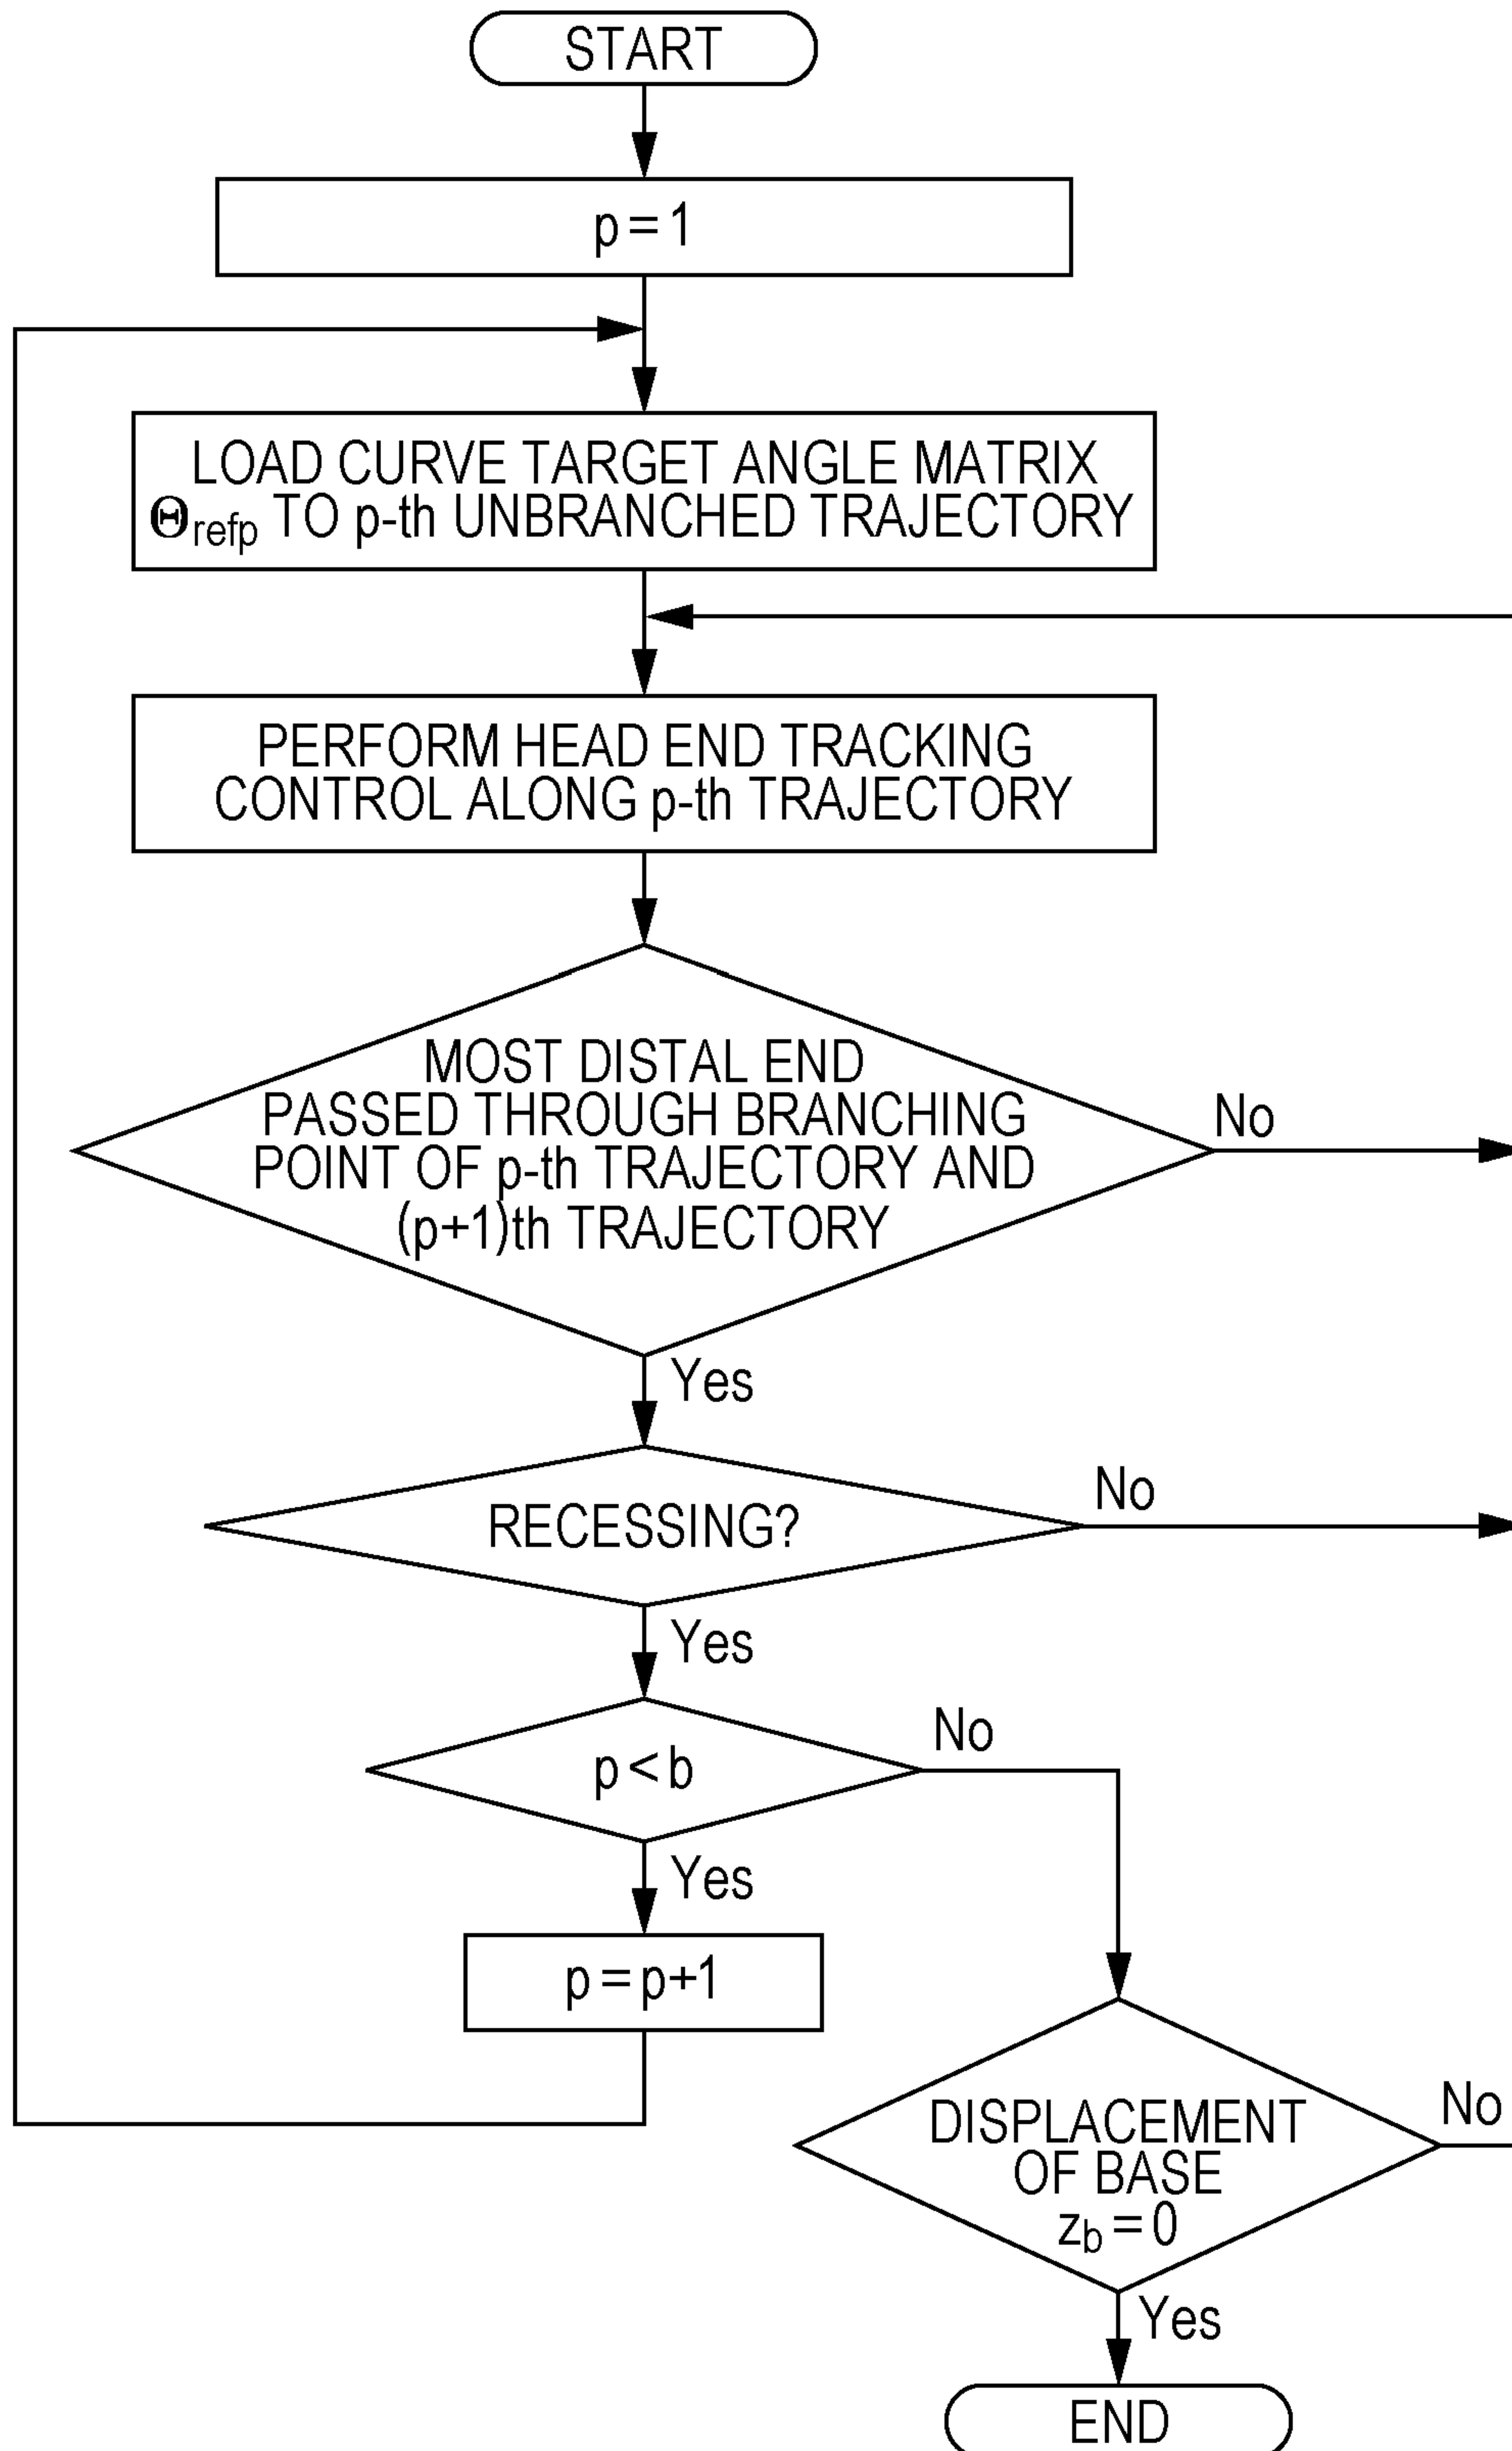 START
p = 1
LOAD CURVE TARGET ANGLE MATRIX
Θrefp TO p-th UNBRANCHED TRAJECTORY
PERFORM HEAD END TRACKING
CONTROL ALONG p-th TRAJECTORY
MOST DISTAL END
PASSED THROUGH BRANCHING
POINT OF p-th TRAJECTORY AND
(p+1)th TRAJECTORY
No
Yes
RECESSING?
No
Yes
p < b
No
Yes
p = p+1
DISPLACEMENT
OF BASE
zb = 0
No
Yes
END